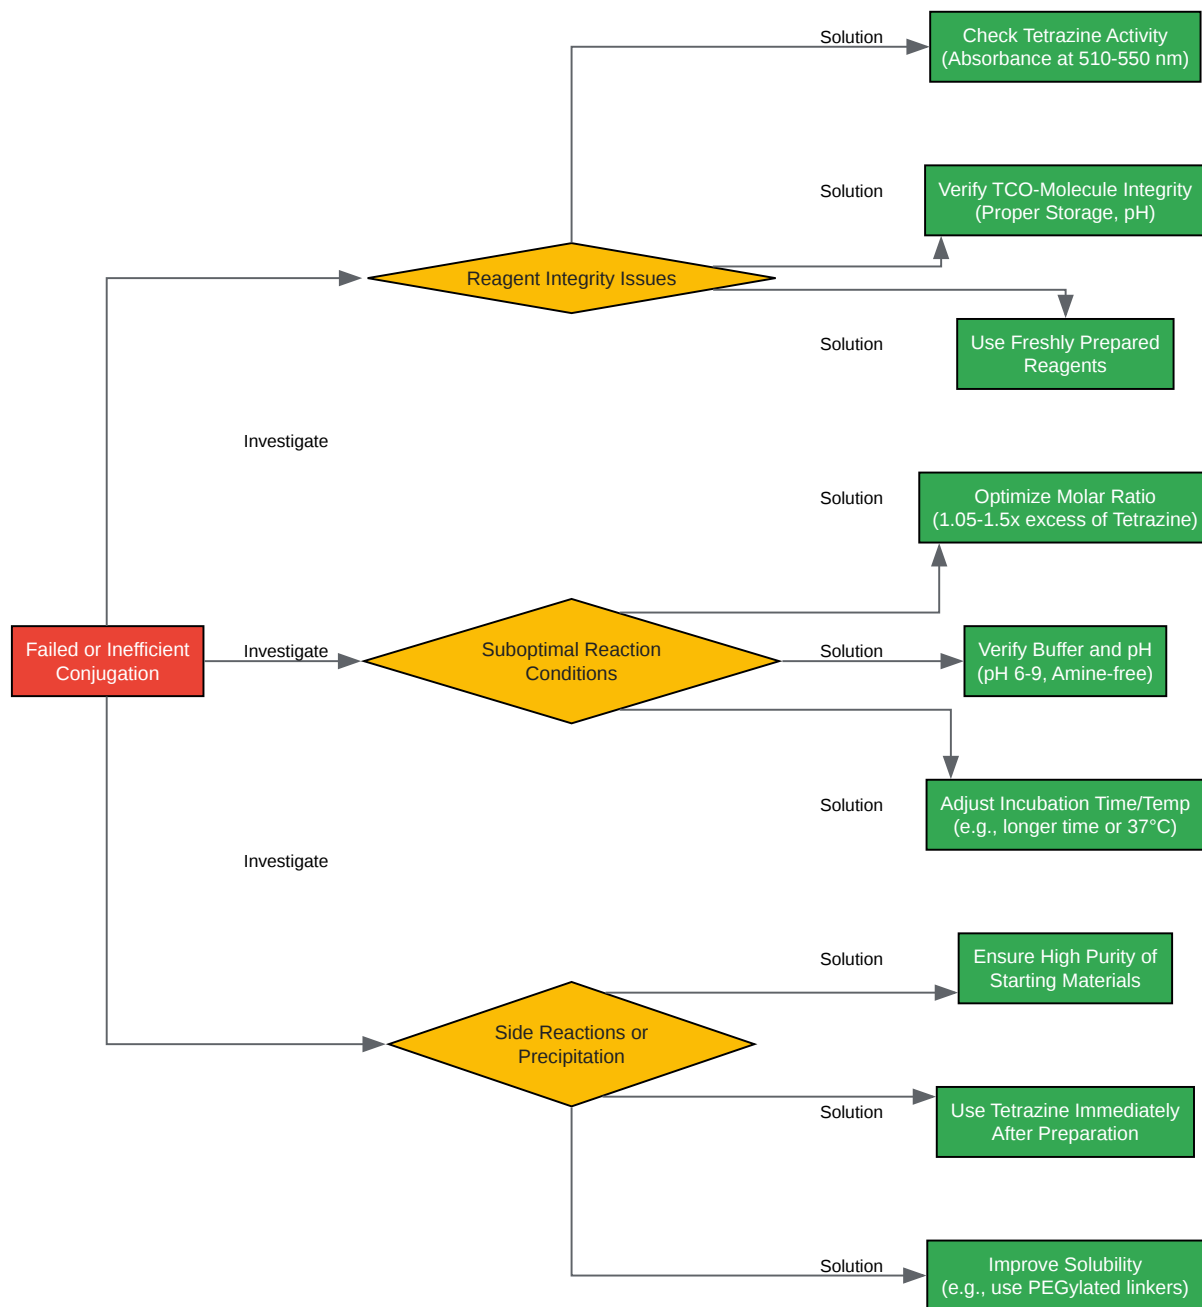 Solution
Check Tetrazine Activity
(Absorbance at 510-550 nm)
Solution
Verify TCO-Molecule Integrity
(Proper Storage, pH)
Reagent Integrity Issues
Solution
Use Freshly Prepared
Reagents
Investigate
Solution
Optimize Molar Ratio
(1.05-1.5x excess of Tetrazine)
Failed or Inefficient
Conjugation
Investigate
Suboptimal Reaction
Conditions
Solution
Verify Buffer and pH
(pH 6-9, Amine-free)
Solution
Adjust Incubation Time/Temp
(e.g., longer time or 37°C)
Investigate
Solution
Ensure High Purity of
Starting Materials
Side Reactions or
Precipitation
Solution
Use Tetrazine Immediately
After Preparation
Solution
Improve Solubility
(e.g., use PEGylated linkers)